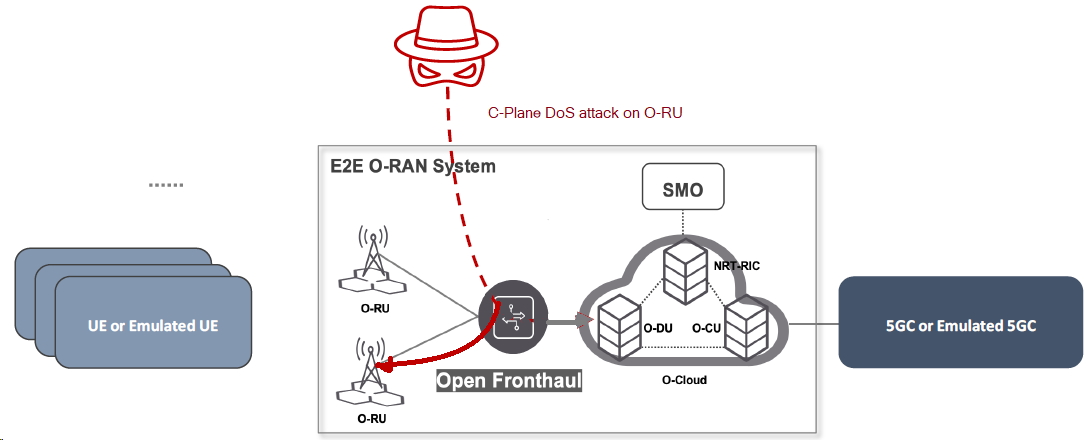 C-Plane DoS attack on O-RU
E2E O-RAN System
......
SMO
NRT-RIC
O-RU
UE or Emulated UE
O-DU
O-CU
5GC or Emulated 5GC
Open Fronthaul
O-Cloud
O-RU